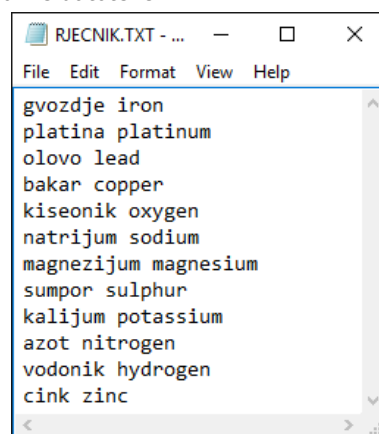 RJECNIK.TXT - ...
File Edit Format View Help
gvozdje iron
platina platinum
olovo lead
bakar copper
kiseonik oxygen
natrijum sodium
magnezijum magnesium
sumpor sulphur
kalijum potassium
azot nitrogen
vodonik hydrogen
cink zinc